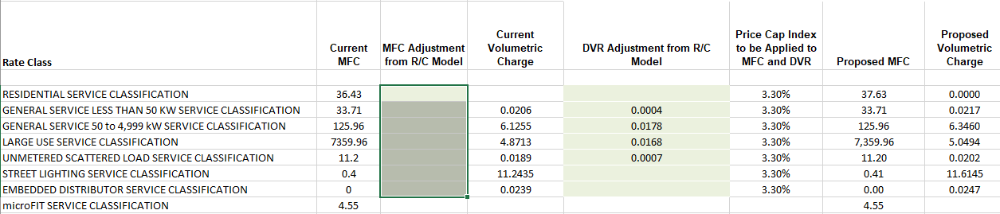 Rate Class Current MFC MFC Adjustment from R/C Model Current Volumetric Charge DVR Adjustment from R/C Model Price Cap Index to be Applied to MFC and DVR Proposed MFC Proposed Volumetric Charge
RESIDENTIAL SERVICE CLASSIFICATION 36.43 3.30% 37.63 0.0000
GENERAL SERVICE LESS THAN 50 KW SERVICE CLASSIFICATION 33.71 0.0206 0.0004 3.30% 33.71 0.0217
GENERAL SERVICE 50 to 4,999 kW SERVICE CLASSIFICATION 125.96 6.1255 0.0178 3.30% 125.96 6.3460
LARGE USE SERVICE CLASSIFICATION 7359.96 4.8713 0.0168 3.30% 7,359.96 5.0494
UNMETERED SCATTERED LOAD SERVICE CLASSIFICATION 11.2 0.0189 0.0007 3.30% 11.20 0.0202
STREET LIGHTING SERVICE CLASSIFICATION 0.4 11.2435 3.30% 0.41 11.6145
EMBEDDED DISTRIBUTOR SERVICE CLASSIFICATION 0 0.0239 3.30% 0.00 0.0247
microFIT SERVICE CLASSIFICATION 4.55 4.55